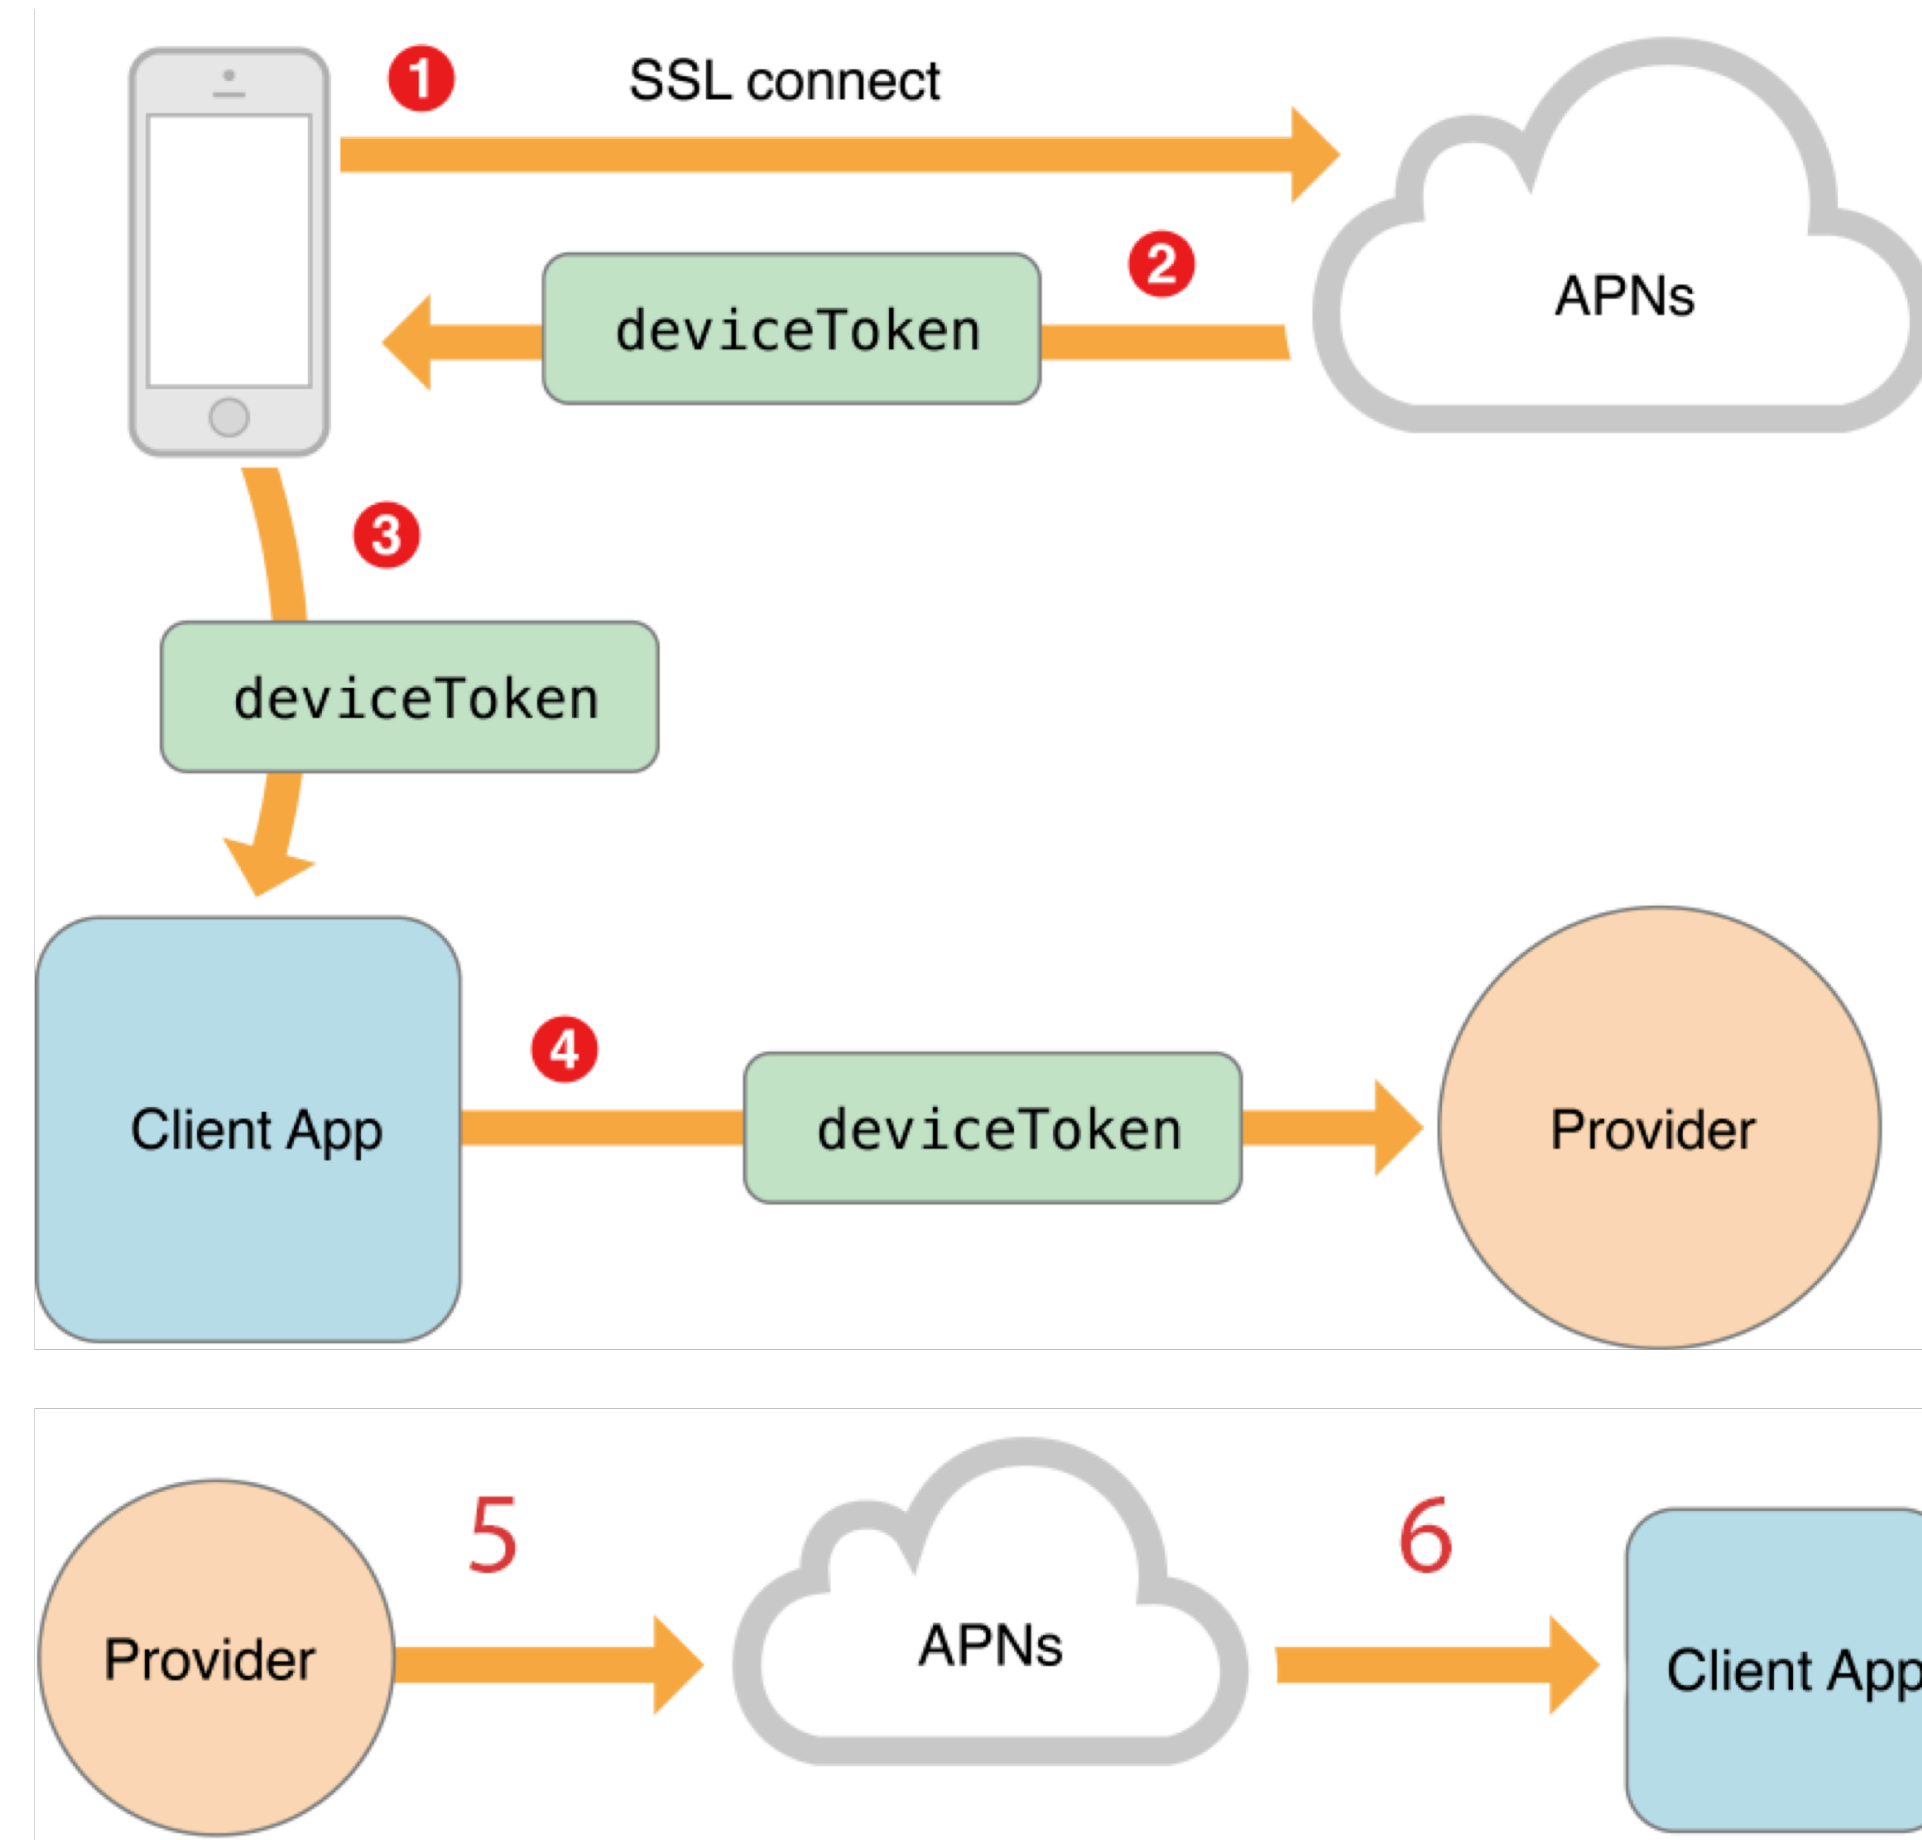 1
SSL connect
2
APNs
deviceToken
3
deviceToken
4
Client App
deviceToken
Provider
5
6
Provider
APNs
Client App